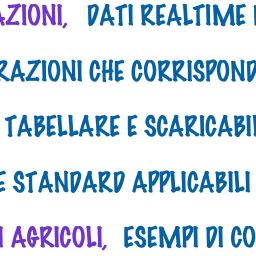 AZIONI, DATI REALTIME
RAZIONI CHE CORRISPOND
TABELLARE E SCARICABI
E STANDARD APPLICABILI
I AGRICOLI, ESEMPI DI CO